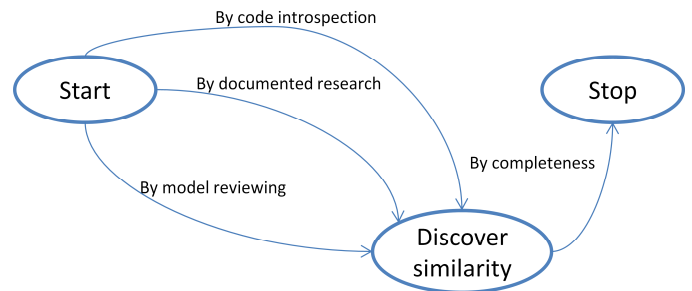 By code introspection
Start
By documented research
Stop
By completeness
By model reviewing
Discover
similarity